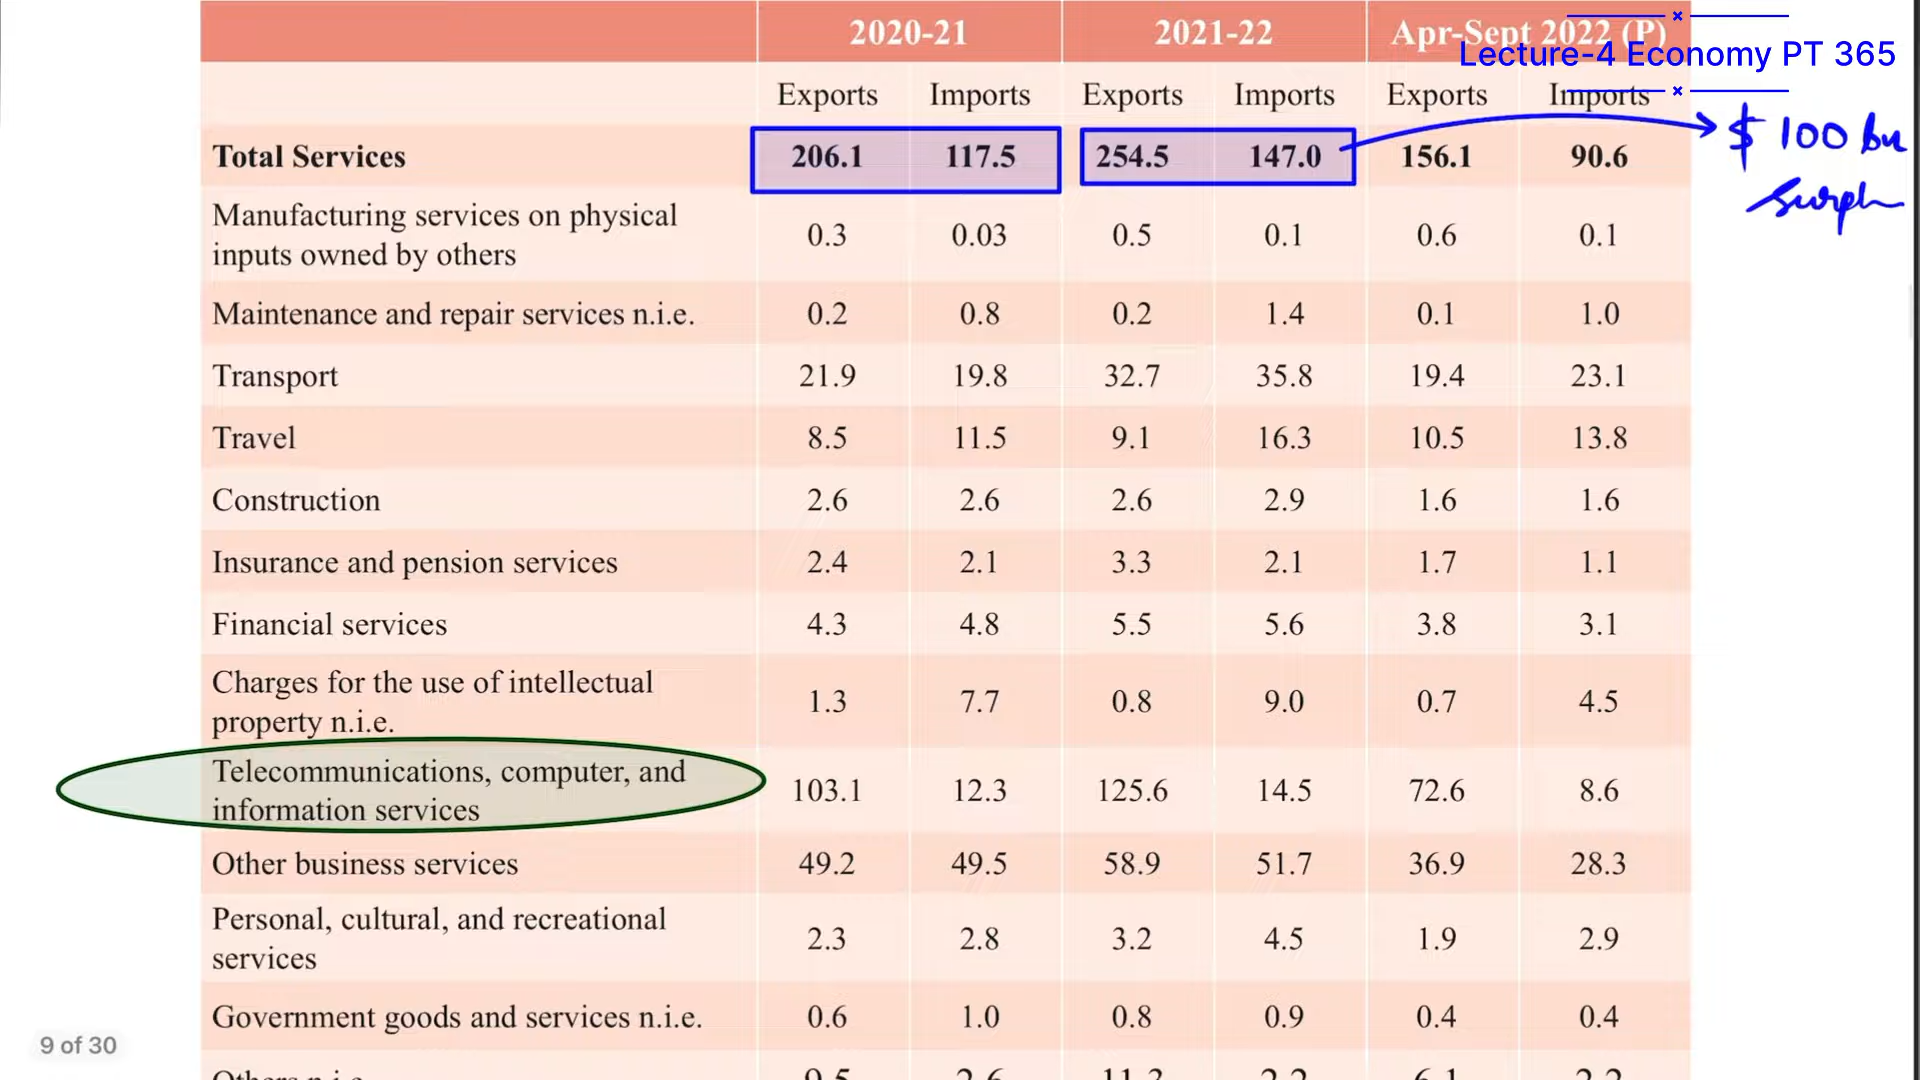 2020-21 2021-22 Apr-Sept 2022 (P)
Lecture-4 Economy PT 365
Exports Imports Exports Imports Exports Imports
Total Services 206.1 117.5 254.5 147.0 156.1 90.6
$ 100 bn
Manufacturing services on physical
inputs owned by others 0.3 0.03 0.5 0.1 0.6 0.1
Maintenance and repair services n.i.e. 0.2 0.8 0.2 1.4 0.1 1.0
Transport 21.9 19.8 32.7 35.8 19.4 23.1
Travel 8.5 11.5 9.1 16.3 10.5 13.8
Construction 2.6 2.6 2.6 2.9 1.6 1.6
Insurance and pension services 2.4 2.1 3.3 2.1 1.7 1.1
Financial services 4.3 4.8 5.5 5.6 3.8 3.1
Charges for the use of intellectual
property n.i.e. 1.3 7.7 0.8 9.0 0.7 4.5
Telecommunications, computer, and
information services 103.1 12.3 125.6 14.5 72.6 8.6
Other business services 49.2 49.5 58.9 51.7 36.9 28.3
Personal, cultural, and recreational
services 2.3 2.8 3.2 4.5 1.9 2.9
Government goods and services n.i.e. 0.6 1.0 0.8 0.9 0.4 0.4
9 of 30